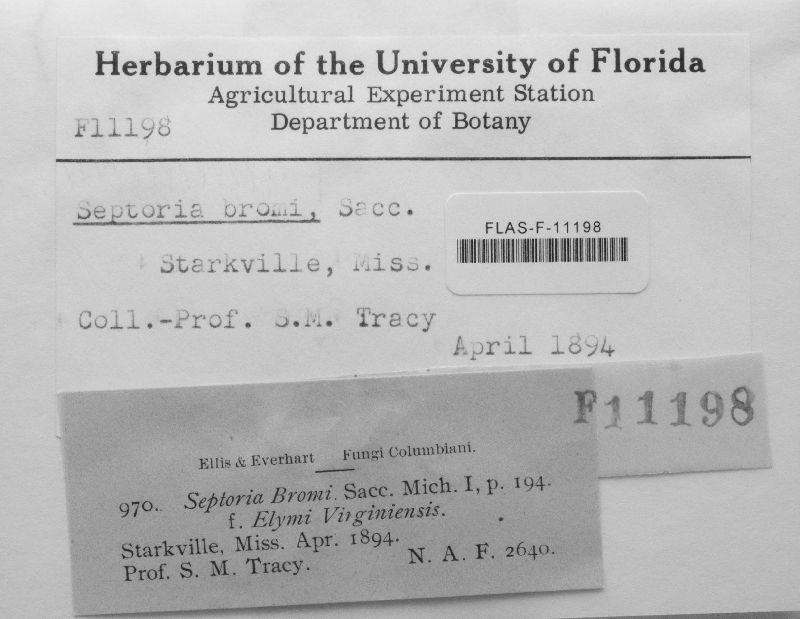 Herbarium of the University of Florida
Agricultural Experiment Station
F11198
Department of Botany
Septoria bromi, Sacc.
FLAS-F-11198
Starkville, Miss.
Coll.-Prof. S.M. Tracy
April 1894
F11198
Ellis & Everhart Fungi Columbiani.
970. Septoria Bromi. Sacc. Mich. I, p. 194.
f. Elymi Virginiensis.
Starkville, Miss. Apr. 1894.
Prof. S. M. Tracy. N. A. F. 2640.